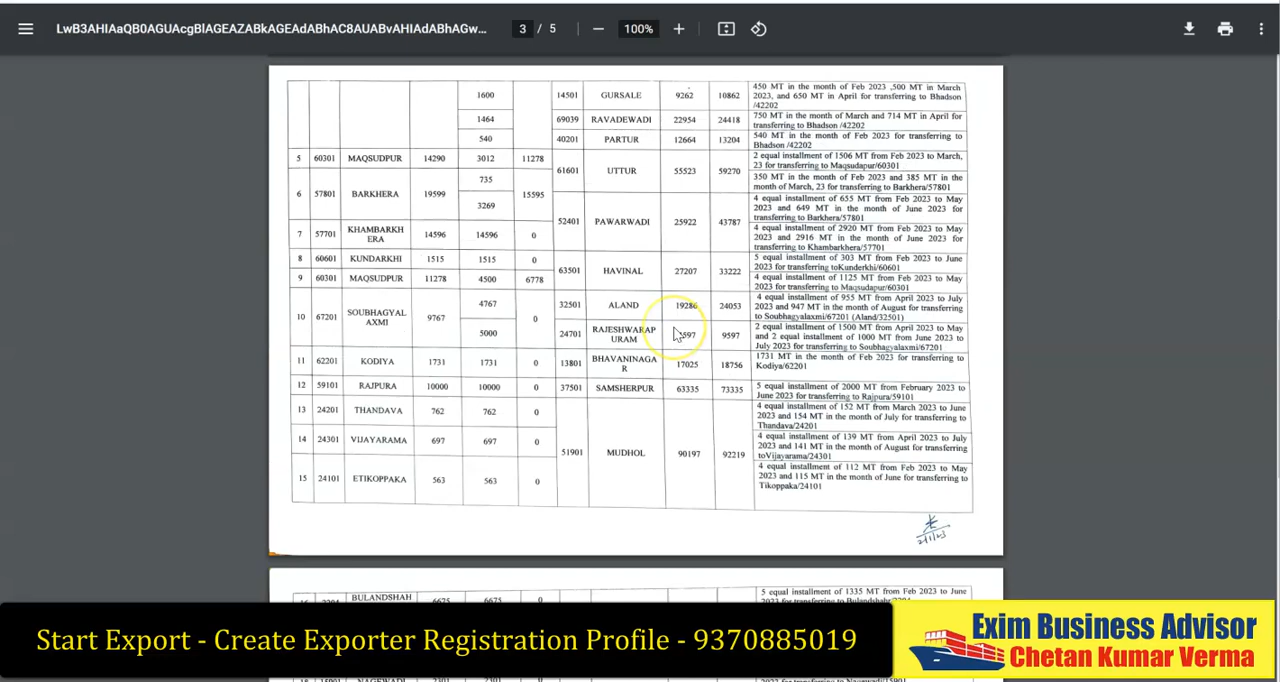 LwB3AHIAaQB0AGUAcgBlAGEAZABkAGEAdABhAC8AUABvAHIAdABhAGw...
3 / 5
100%
1600 14501 GURSALE 9262 10862 450 MT in the month of Feb 2023 ,500 MT in March
2023, and 650 MT in April for transferring to Bhadson
/42202
1464 69039 RAVADEWADI 22954 24418 750 MT in the month of March and 714 MT in April for
transferring to Bhadson /42202
540 40201 PARTUR 12664 13204 540 MT in the month of Feb 2023 for transferring to
Bhadson /42202
5 60301 MAQSUDPUR 14290 3012 11278 2 equal installment of 1506 MT from Feb 2023 to March,
23 for transferring to Maqsudapur/60301
61601 UTTUR 55523 59270
6 57801 BARKHERA 19599 735 15595 350 MT in the month of Feb 2023 and 385 MT in the
month of March, 23 for transferring to Barkhera/57801
3269 52401 PAWARWADI 25922 43787 4 equal installment of 655 MT from Feb 2023 to May
2023 and 649 MT in the month of June 2023 for
transferring to Barkhera/57801
7 57701 KHAMBARKH
ERA 14596 14596 0 4 equal installment of 2920 MT from Feb 2023 to May
2023 and 2916 MT in the month of June 2023 for
transferring to Khambarkhera/57701
8 60601 KUNDARKHI 1515 1515 0 63501 HAVINAL 27207 33222 5 equal installment of 303 MT from Feb 2023 to June
2023 for transferring toKunderkhi/60601
9 60301 MAQSUDPUR 11278 4500 6778 4 equal installment of 1125 MT from Feb 2023 to May
2023 for transferring to Maqsudapur/60301
10 67201 SOUBHAGYAL
AXMI 9767 4767 0 32501 ALAND 19286 24053 4 equal installment of 955 MT from April 2023 to July
2023 and 947 MT in the month of August 2023 for transferring
to Soubhagyalaxmi/67201 (Aland/32501)
5000 24701 RAJESHWARAP
URAM 9597 2 equal installment of 1500 MT from April 2023 to May
and 2 equal installment of 1000 MT from June 2023 to
July 2023 for transferring to Soubhagyalaxmi/67201
11 62201 KODIYA 1731 1731 0 13801 BHAVANINAGA
R 17025 18756 1731 MT in the month of Feb 2023 for transferring to
Kodiya/62201
12 59101 RAJPURA 10000 10000 0 37501 SAMSHERPUR 63335 73335 5 equal installment of 2000 MT from February 2023 to
June 2023 for transferring to Rajpura/59101
13 24201 THANDAVA 762 762 0 4 equal installment of 152 MT from March 2023 to June
2023 and 154 MT in the month of July for transferring to
Thandava/24201
14 24301 VIJAYARAMA 697 697 0 51901 MUDHOL 90197 92219 4 equal installment of 139 MT from April 2023 to July
2023 and 141 MT in the month of August for transferring
toVijayarama/24301
15 24101 ETIKOPPAKA 563 563 0 4 equal installment of 112 MT from Feb 2023 to May
2023 and 115 MT in the month of June for transferring to
Tikoppaka/24101
2/1/23
BULANDSHAH 6675 6675 0 5 equal installment of 1335 MT from Feb 2023 to June
Start Export - Create Exporter Registration Profile - 9370885019
Exim Business Advisor
Chetan Kumar Verma